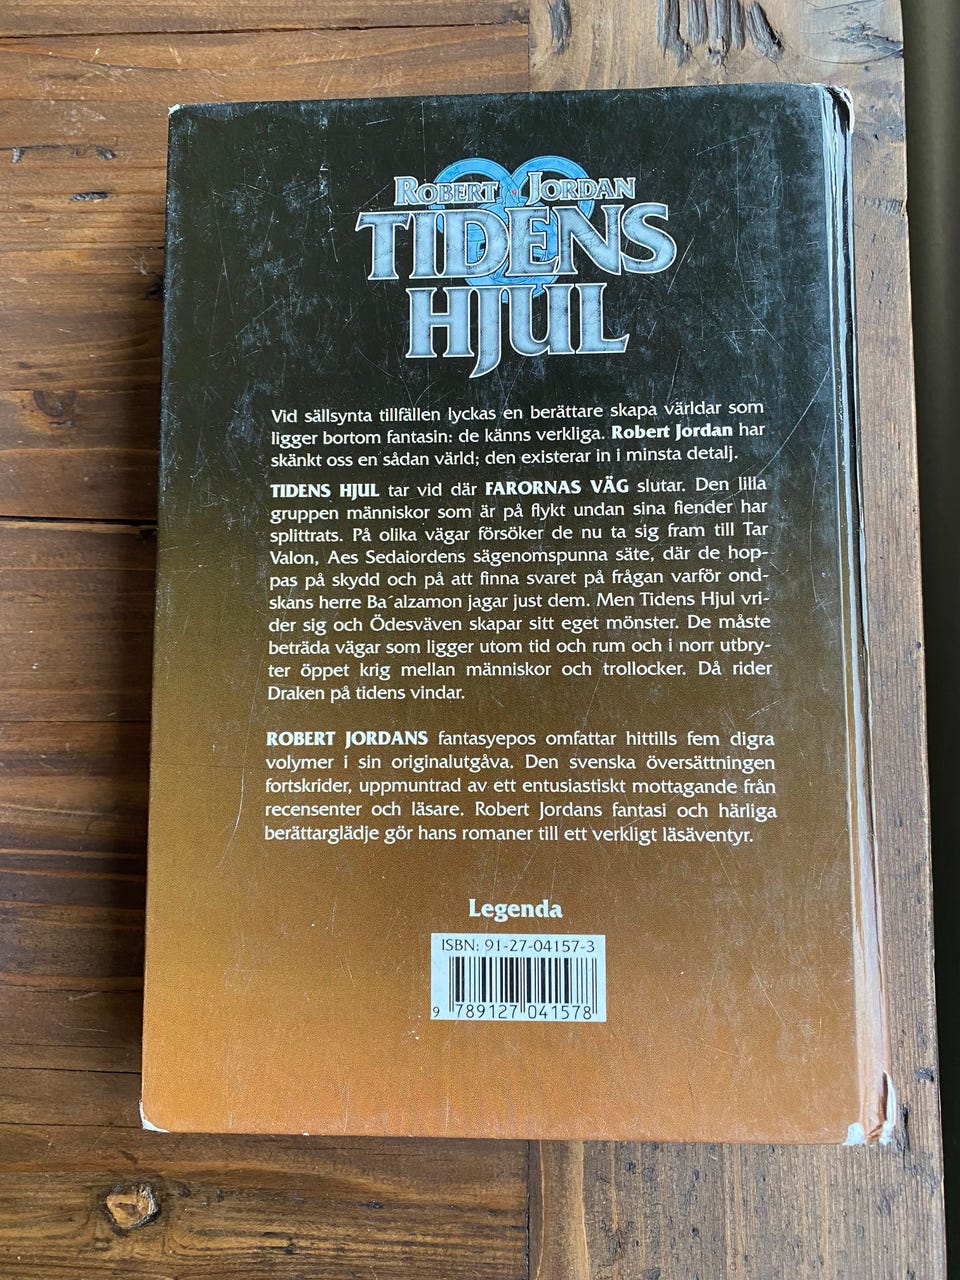 ROBERT JORDAN
TIDENS
HJUL
Vid sällsynta tillfällen lyckas en berättare skapa världar som
ligger bortom fantasin: de känns verkliga. Robert Jordan har
skänkt oss en sådan värld; den existerar in i minsta detalj.
TIDENS HJUL tar vid där FARORNAS VÄG slutar. Den lilla
gruppen människor som är på flykt undan sina fiender har
splittrats. På olika vägar försöker de nu ta sig fram till Tar
Valon, Aes Sedaiordens sägenomspunna säte, där de hop-
pas på skydd och på att finna svaret på frågan varför ond-
skans herre Ba´alzamon jagar just dem. Men Tidens Hjul vri-
der sig och Ödesväven skapar sitt eget mönster. De måste
beträda vägar som ligger utom tid och rum och i norr utbry-
ter öppet krig mellan människor och trollocker. Då rider
Draken på tidens vindar.
ROBERT JORDANS fantasyepos omfattar hittills fem digra
volymer i sin originalutgåva. Den svenska översättningen
fortskrider, uppmuntrad av ett entusiastiskt mottagande från
recensenter och läsare. Robert Jordans fantasi och härliga
berättarglädje gör hans romaner till ett verkligt läsäventyr.
Legenda
ISBN: 91-27-04157-3
9 789127 041578